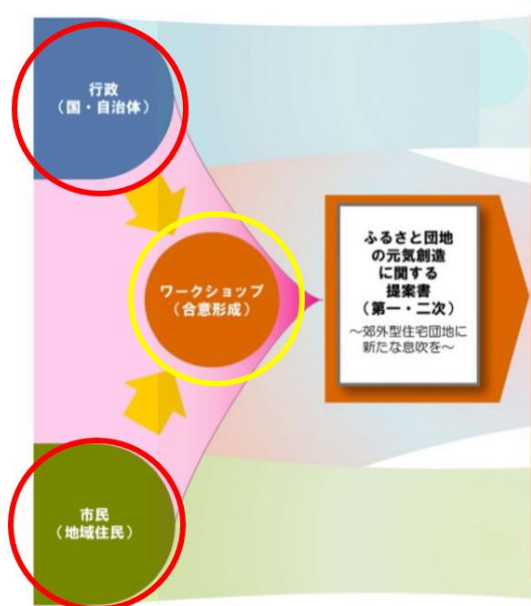 行政
（国・自治体）
ワークショップ
（合意形成）
ふるさと団地
の元気創造
に関する
提案書
（第一・二次）
～郊外型住宅団地に
新たな息吹を～
市民
（地域住民）